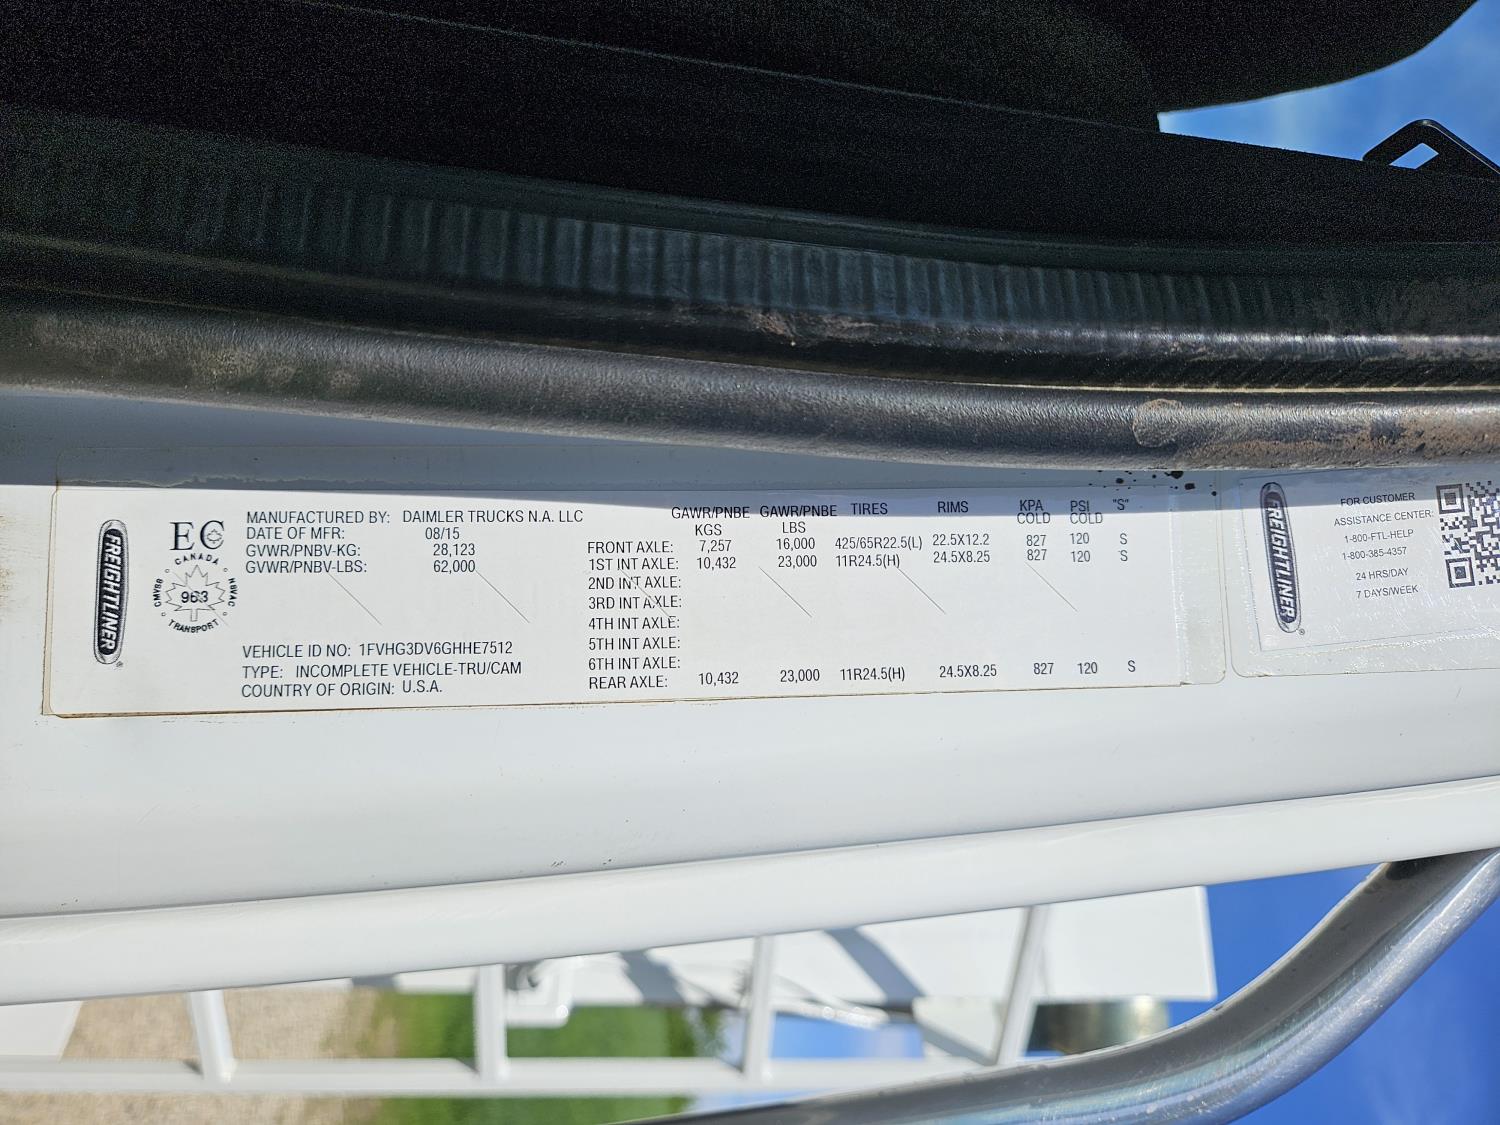 FREIGHTLINER
EC
CANADA
CMVSS 963 NSVAC
TRANSPORT
MANUFACTURED BY: DAIMLER TRUCKS N.A. LLC
DATE OF MFR: 08/15
GVWR/PNBV-KG: 28,123
GVWR/PNBV-LBS: 62,000
VEHICLE ID NO: 1FVHG3DV6GHHE7512
TYPE: INCOMPLETE VEHICLE-TRU/CAM
COUNTRY OF ORIGIN: U.S.A.
GAWR/PNBE GAWR/PNBE TIRES RIMS KPA PSI "S"
KGS LBS COLD COLD
FRONT AXLE: 7,257 16,000 425/65R22.5(L) 22.5X12.2 827 120 S
1ST INT AXLE: 10,432 23,000 11R24.5(H) 24.5X8.25 827 120 S
2ND INT AXLE:
3RD INT AXLE:
4TH INT AXLE:
5TH INT AXLE:
6TH INT AXLE:
REAR AXLE: 10,432 23,000 11R24.5(H) 24.5X8.25 827 120 S
FREIGHTLINER
FOR CUSTOMER
ASSISTANCE CENTER:
1-800-FTL-HELP
1-800-385-4357
24 HRS/DAY
7 DAYS/WEEK